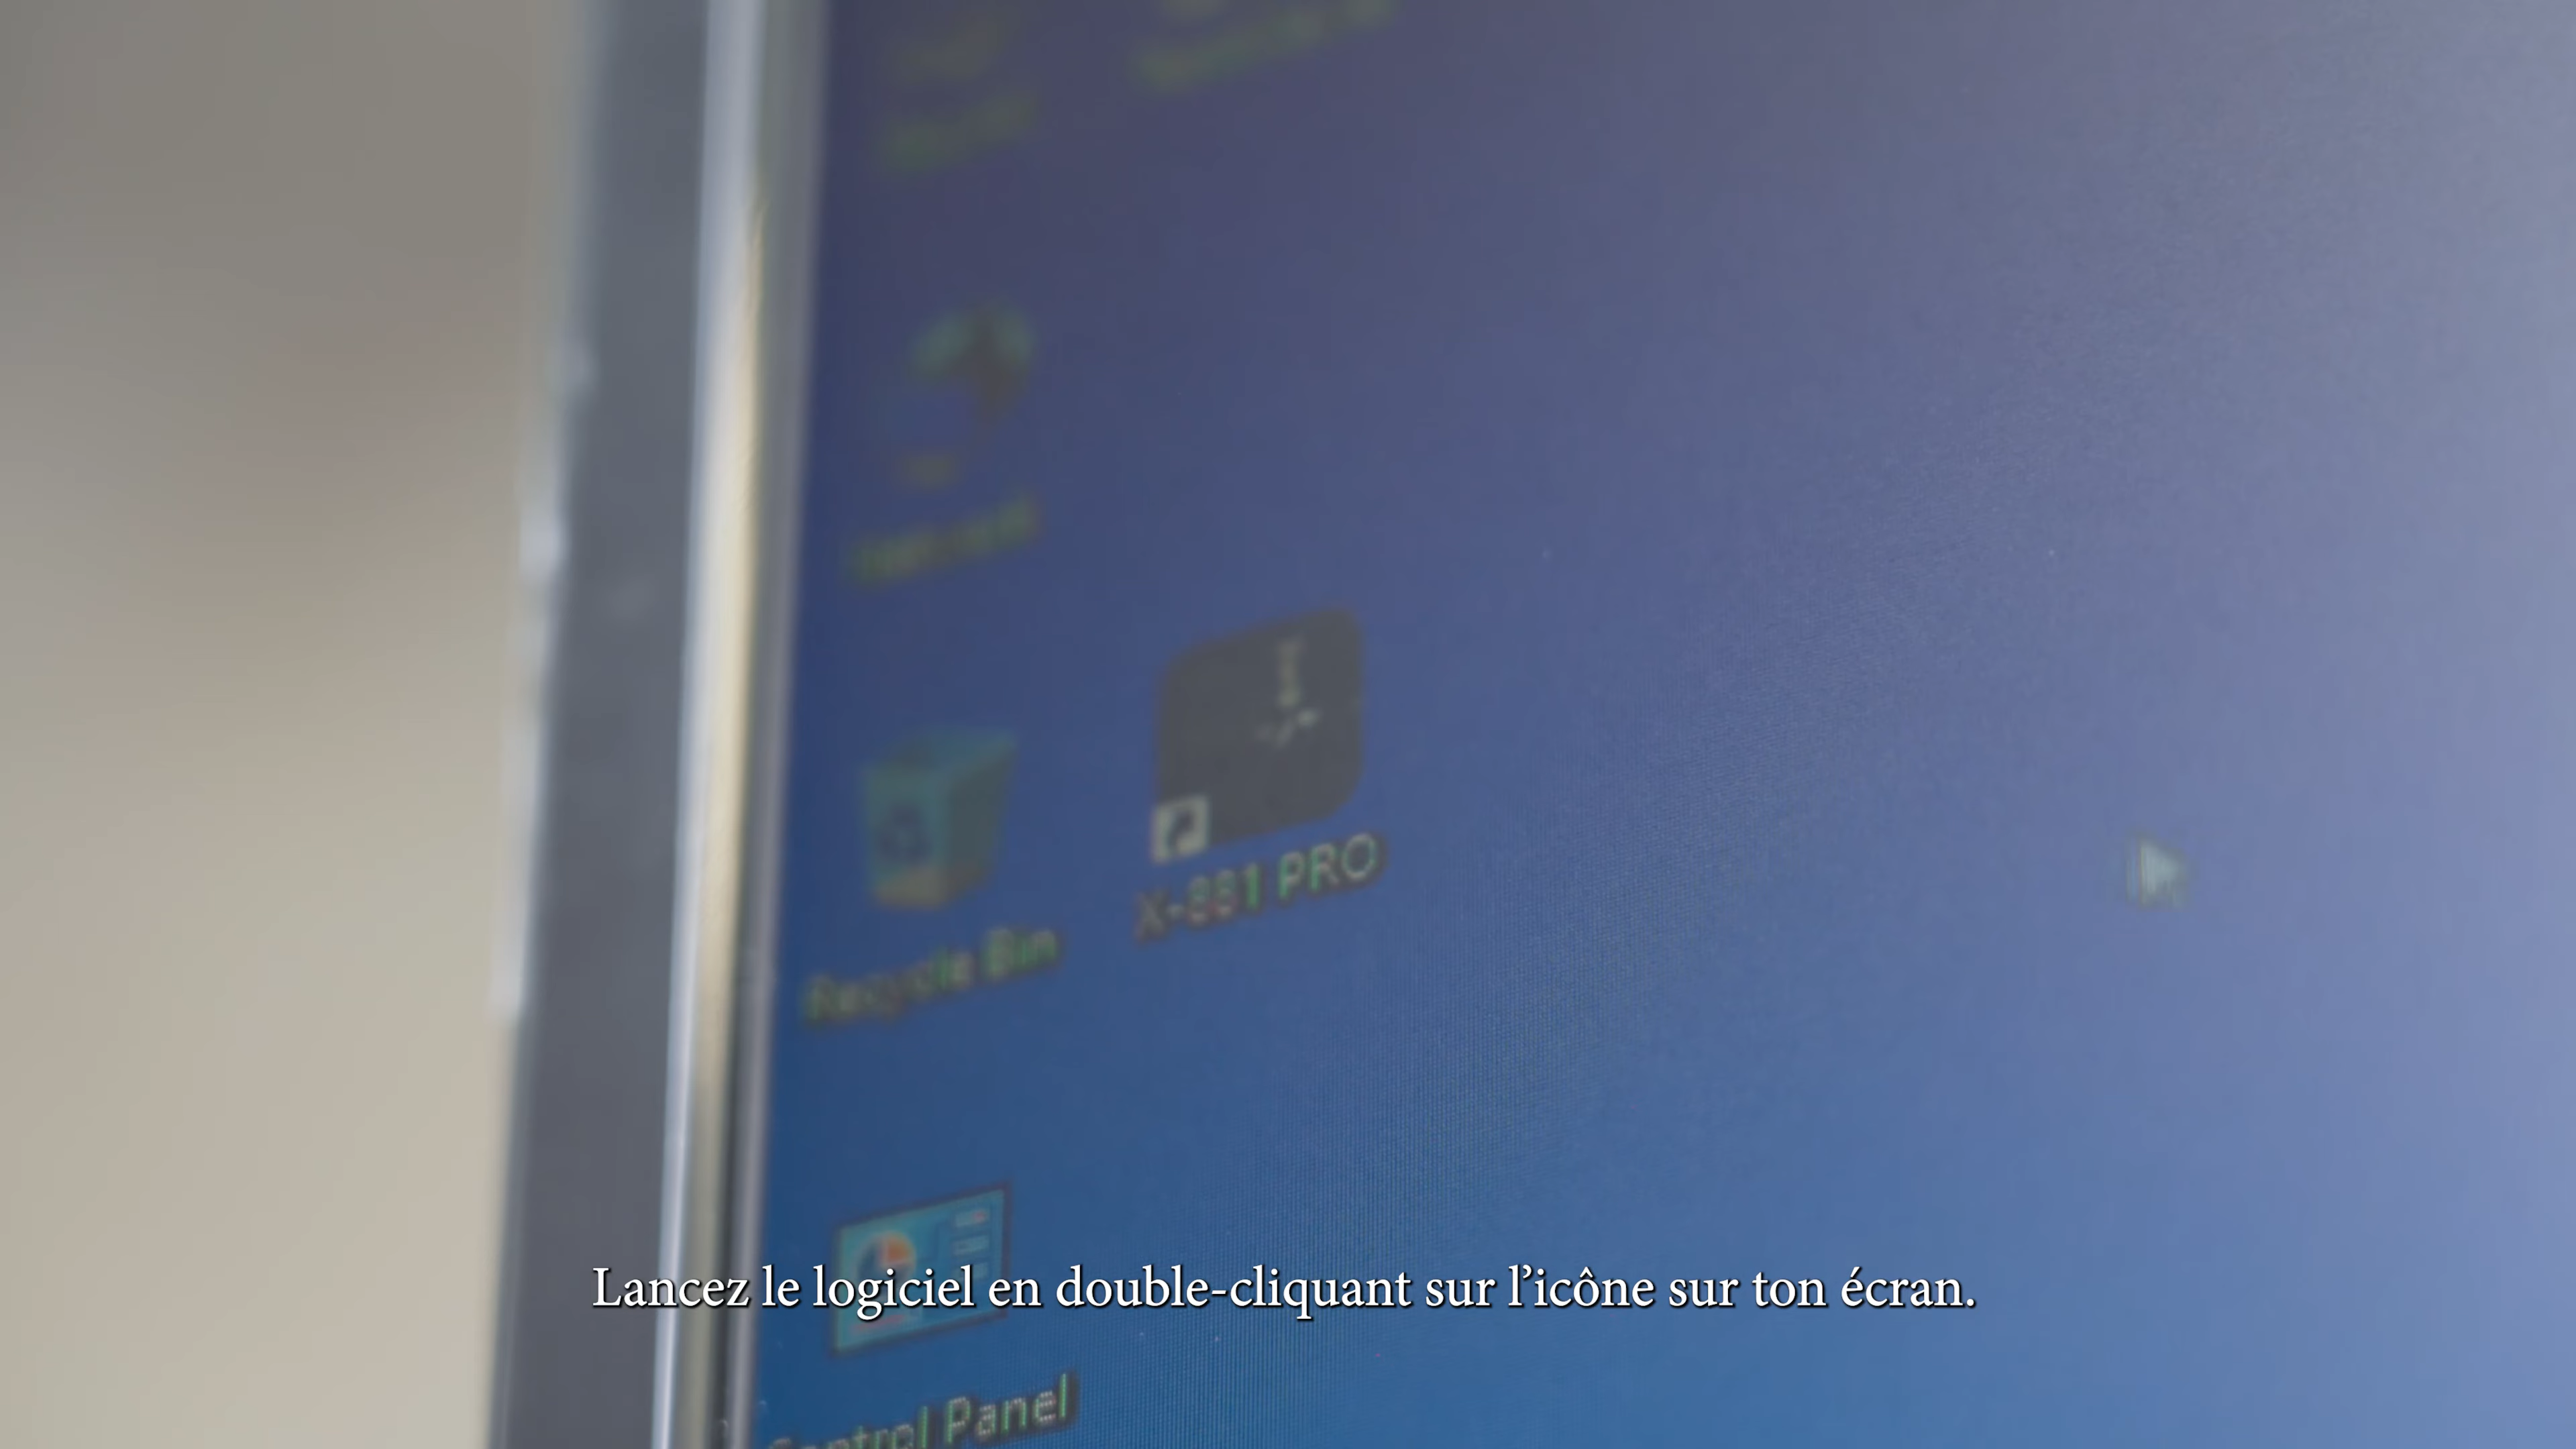 X-881 PRO
Recycle Bin
Control Panel
Lancez le logiciel en double-cliquant sur l’icône sur ton écran.